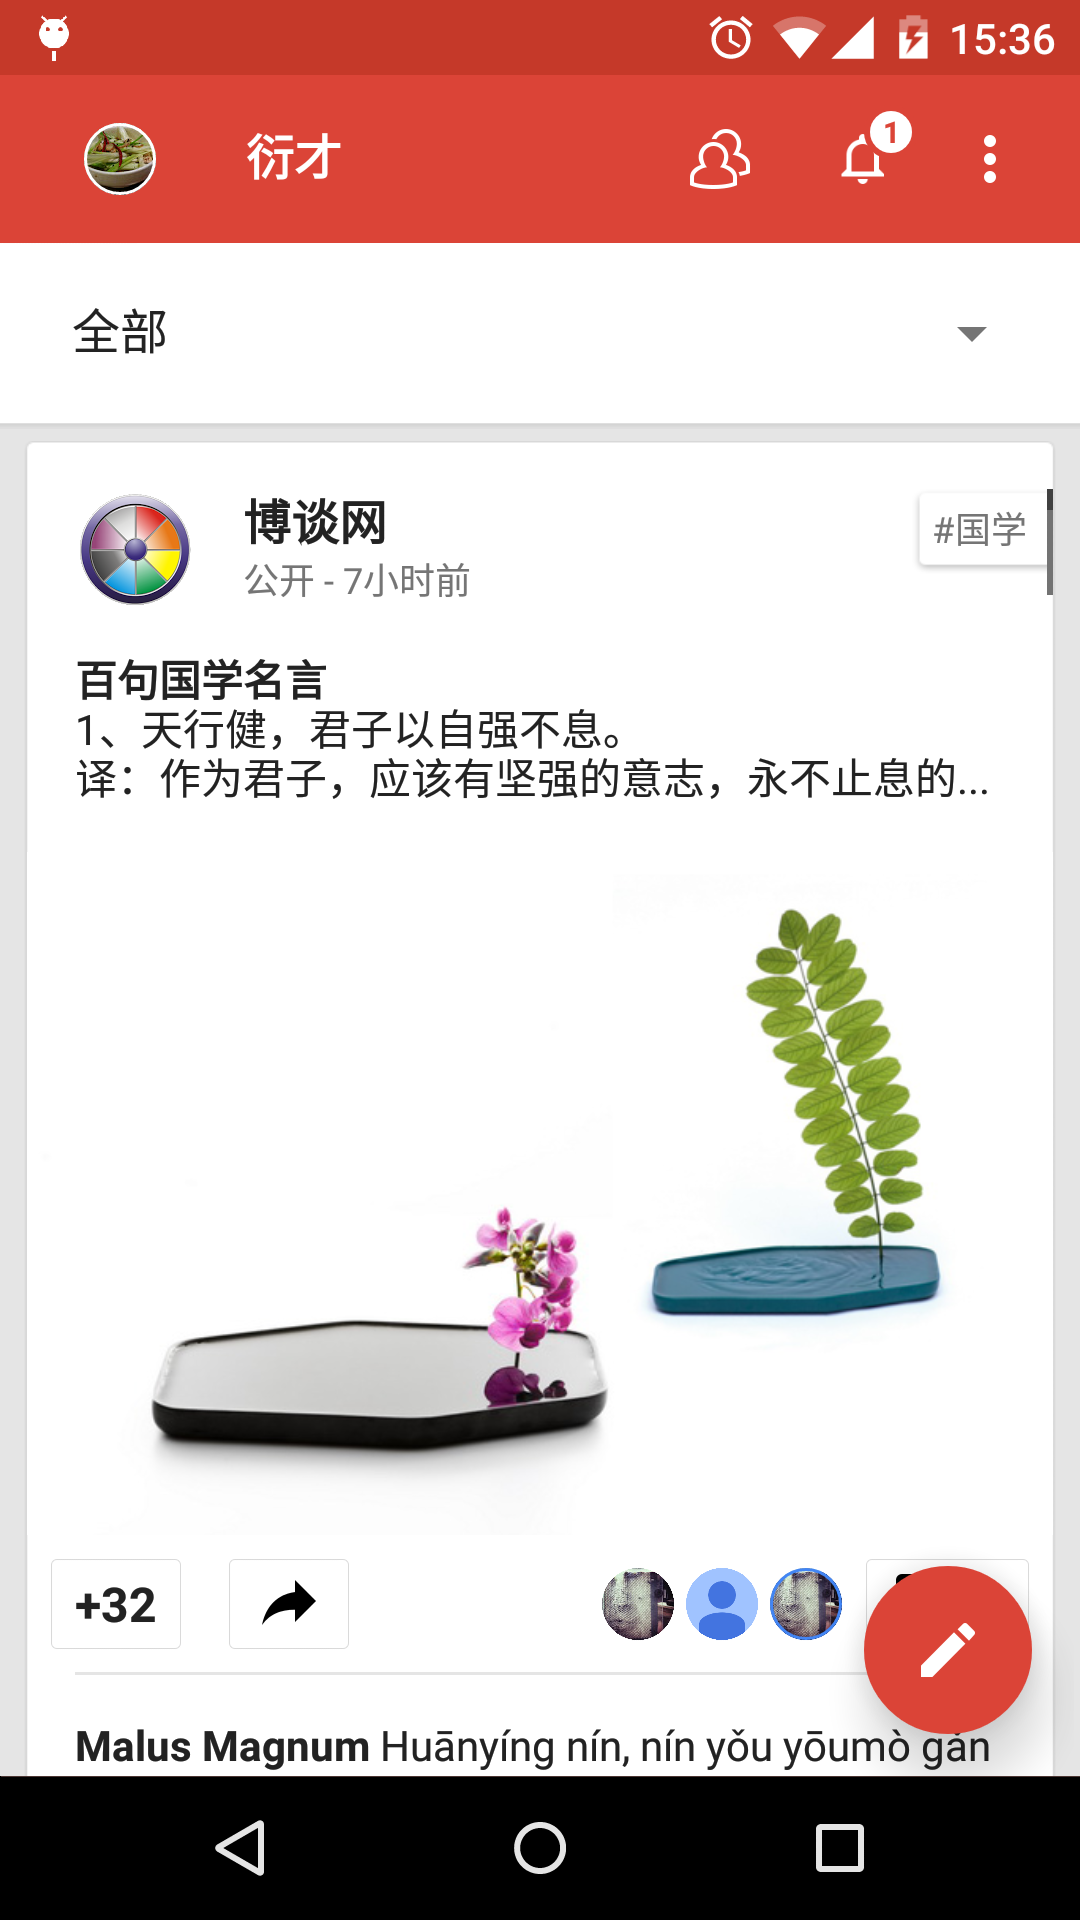 15:36
衍才
1
全部
博谈网
#国学
公开 - 7小时前
百句国学名言
1、天行健，君子以自强不息。
译：作为君子，应该有坚强的意志，永不止息的...
+32
Malus Magnum Huānyíng nín, nín yǒu yōumò gǎn